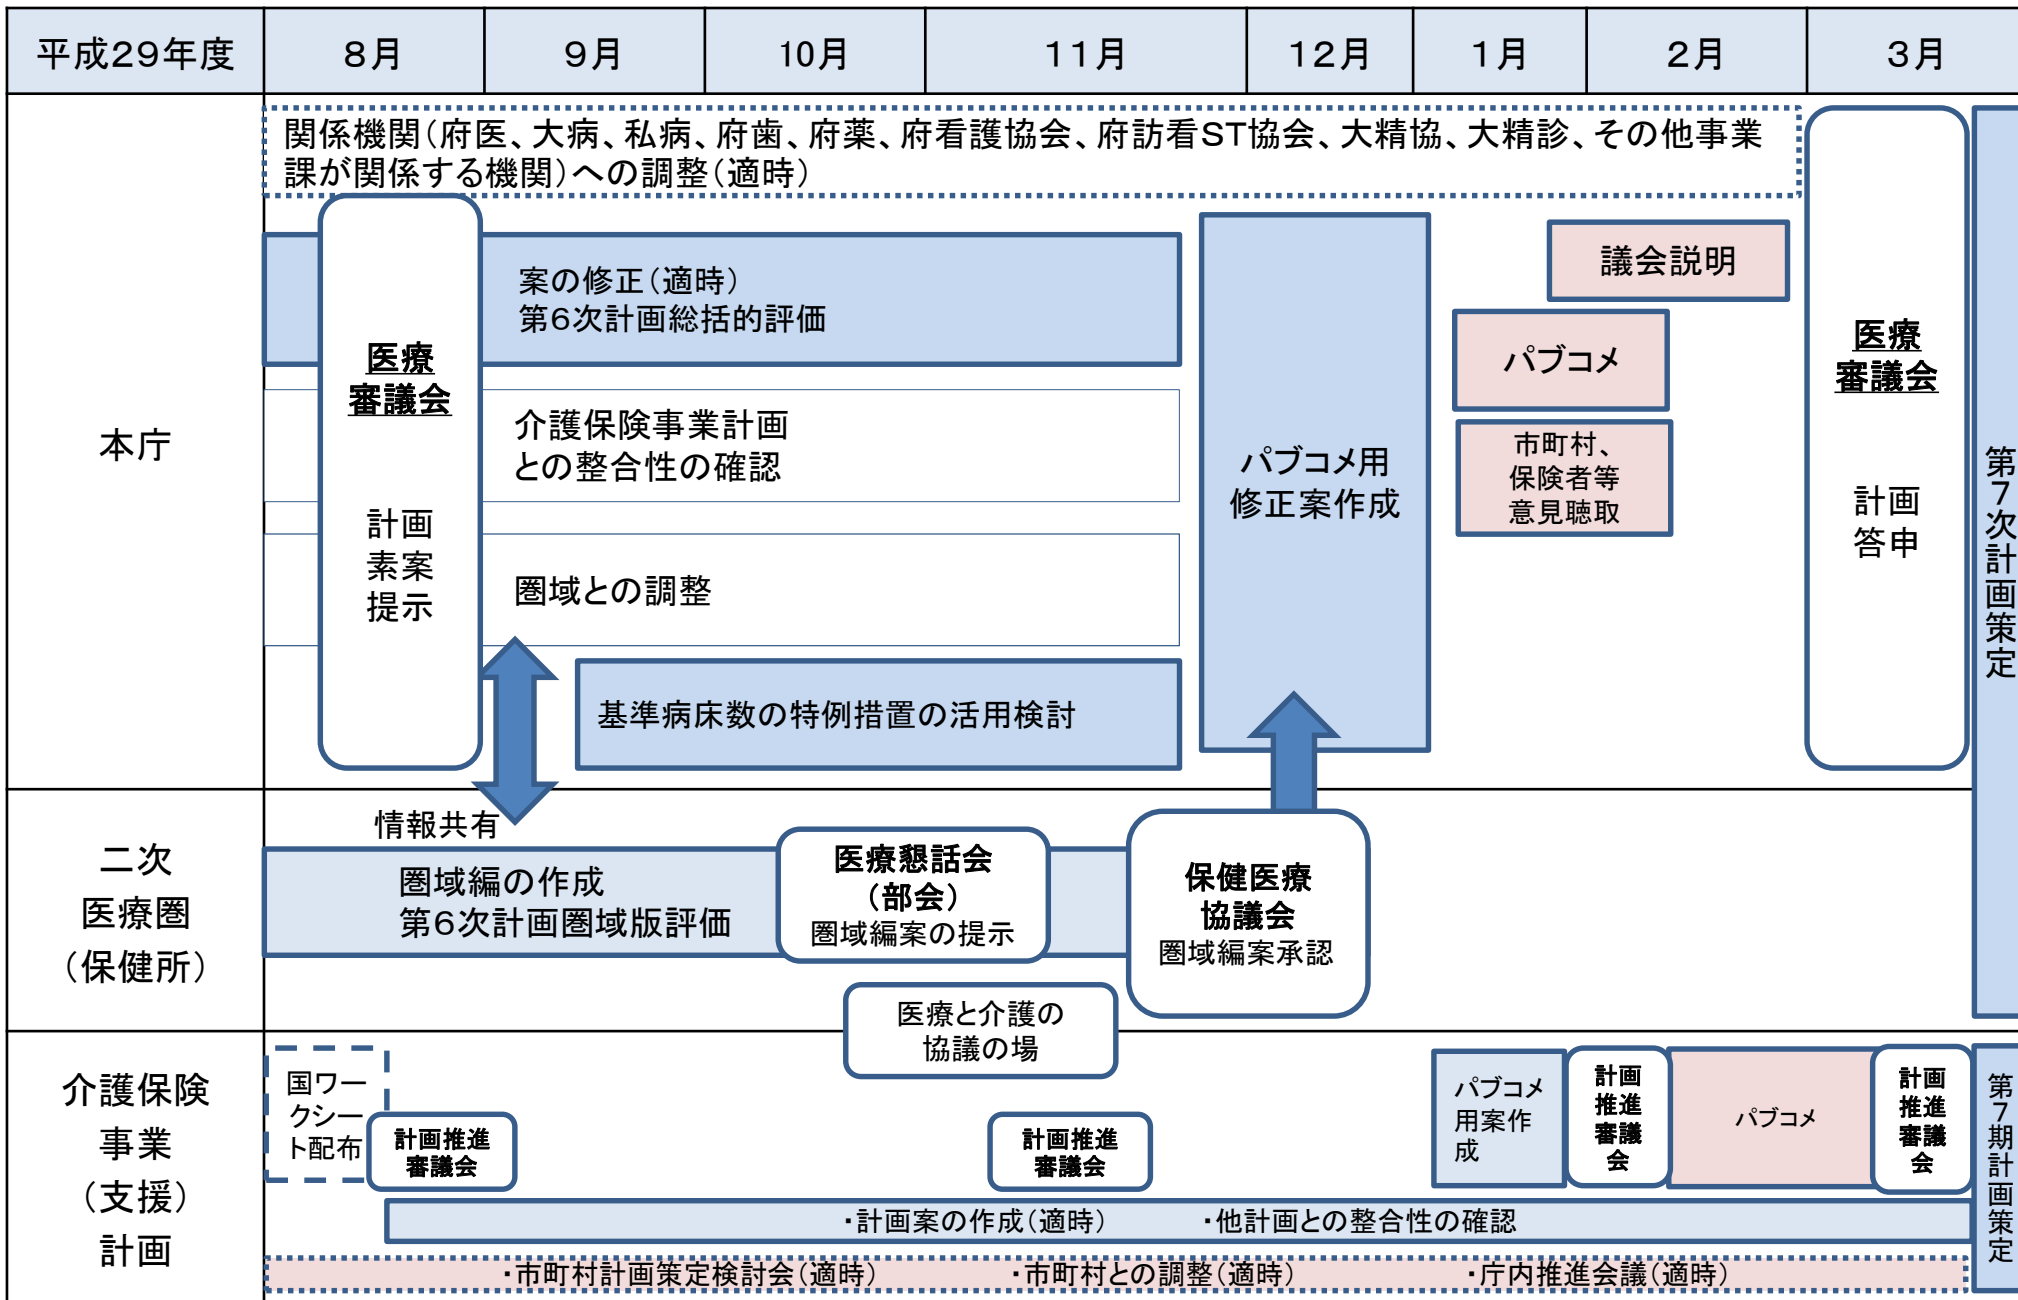 平成29年度
8月
9月
10月
11月
12月
1月
2月
3月
本庁
関係機関(府医、大病、私病、府歯、府薬、府看護協会、府訪看ST協会、大精協、大精診、その他事業
課が関係する機関)への調整(適時)
医療
審議会
計画
素案
提示
案の修正(適時)
第6次計画総括的評価
介護保険事業計画
との整合性の確認
圏域との調整
基準病床数の特例措置の活用検討
パブコメ用
修正案作成
議会説明
パブコメ
市町村、
保険者等
意見聴取
医療
審議会
計画
答申
第7次計画策定
二次
医療圏
(保健所)
情報共有
圏域編の作成
第6次計画圏域版評価
医療懇話会
(部会)
圏域編案の提示
保健医療
協議会
圏域編案承認
医療と介護の
協議の場
介護保険
事業
(支援)
計画
国ワー
クシー
ト配布
計画推進
審議会
計画推進
審議会
パブコメ
用案作
成
計画
推進
審議
会
パブコメ
計画
推進
審議
会
第7期計画策定
・計画案の作成(適時) ・他計画との整合性の確認
・市町村計画策定検討会(適時) ・市町村との調整(適時) ・庁内推進会議(適時)